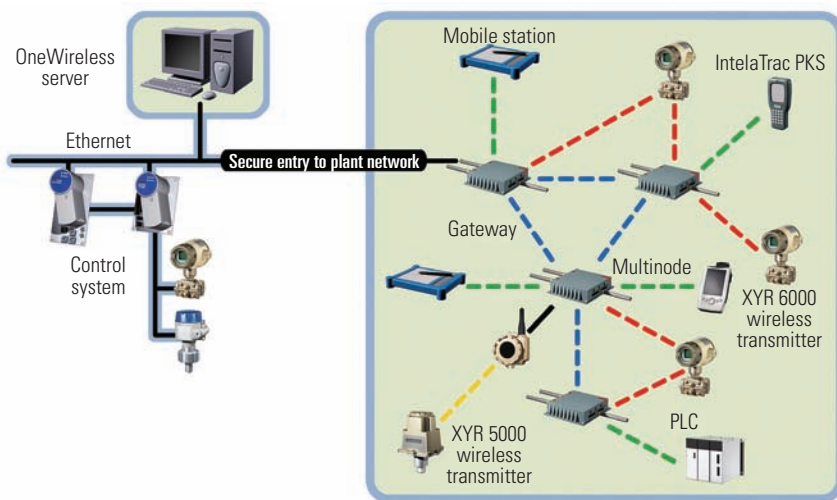 OneWireless
server
Ethernet
Secure entry to plant network
Control
system
Mobile station
IntelaTrac PKS
Gateway
Multinode
XYR 6000
wireless
transmitter
XYR 5000
wireless
transmitter
PLC